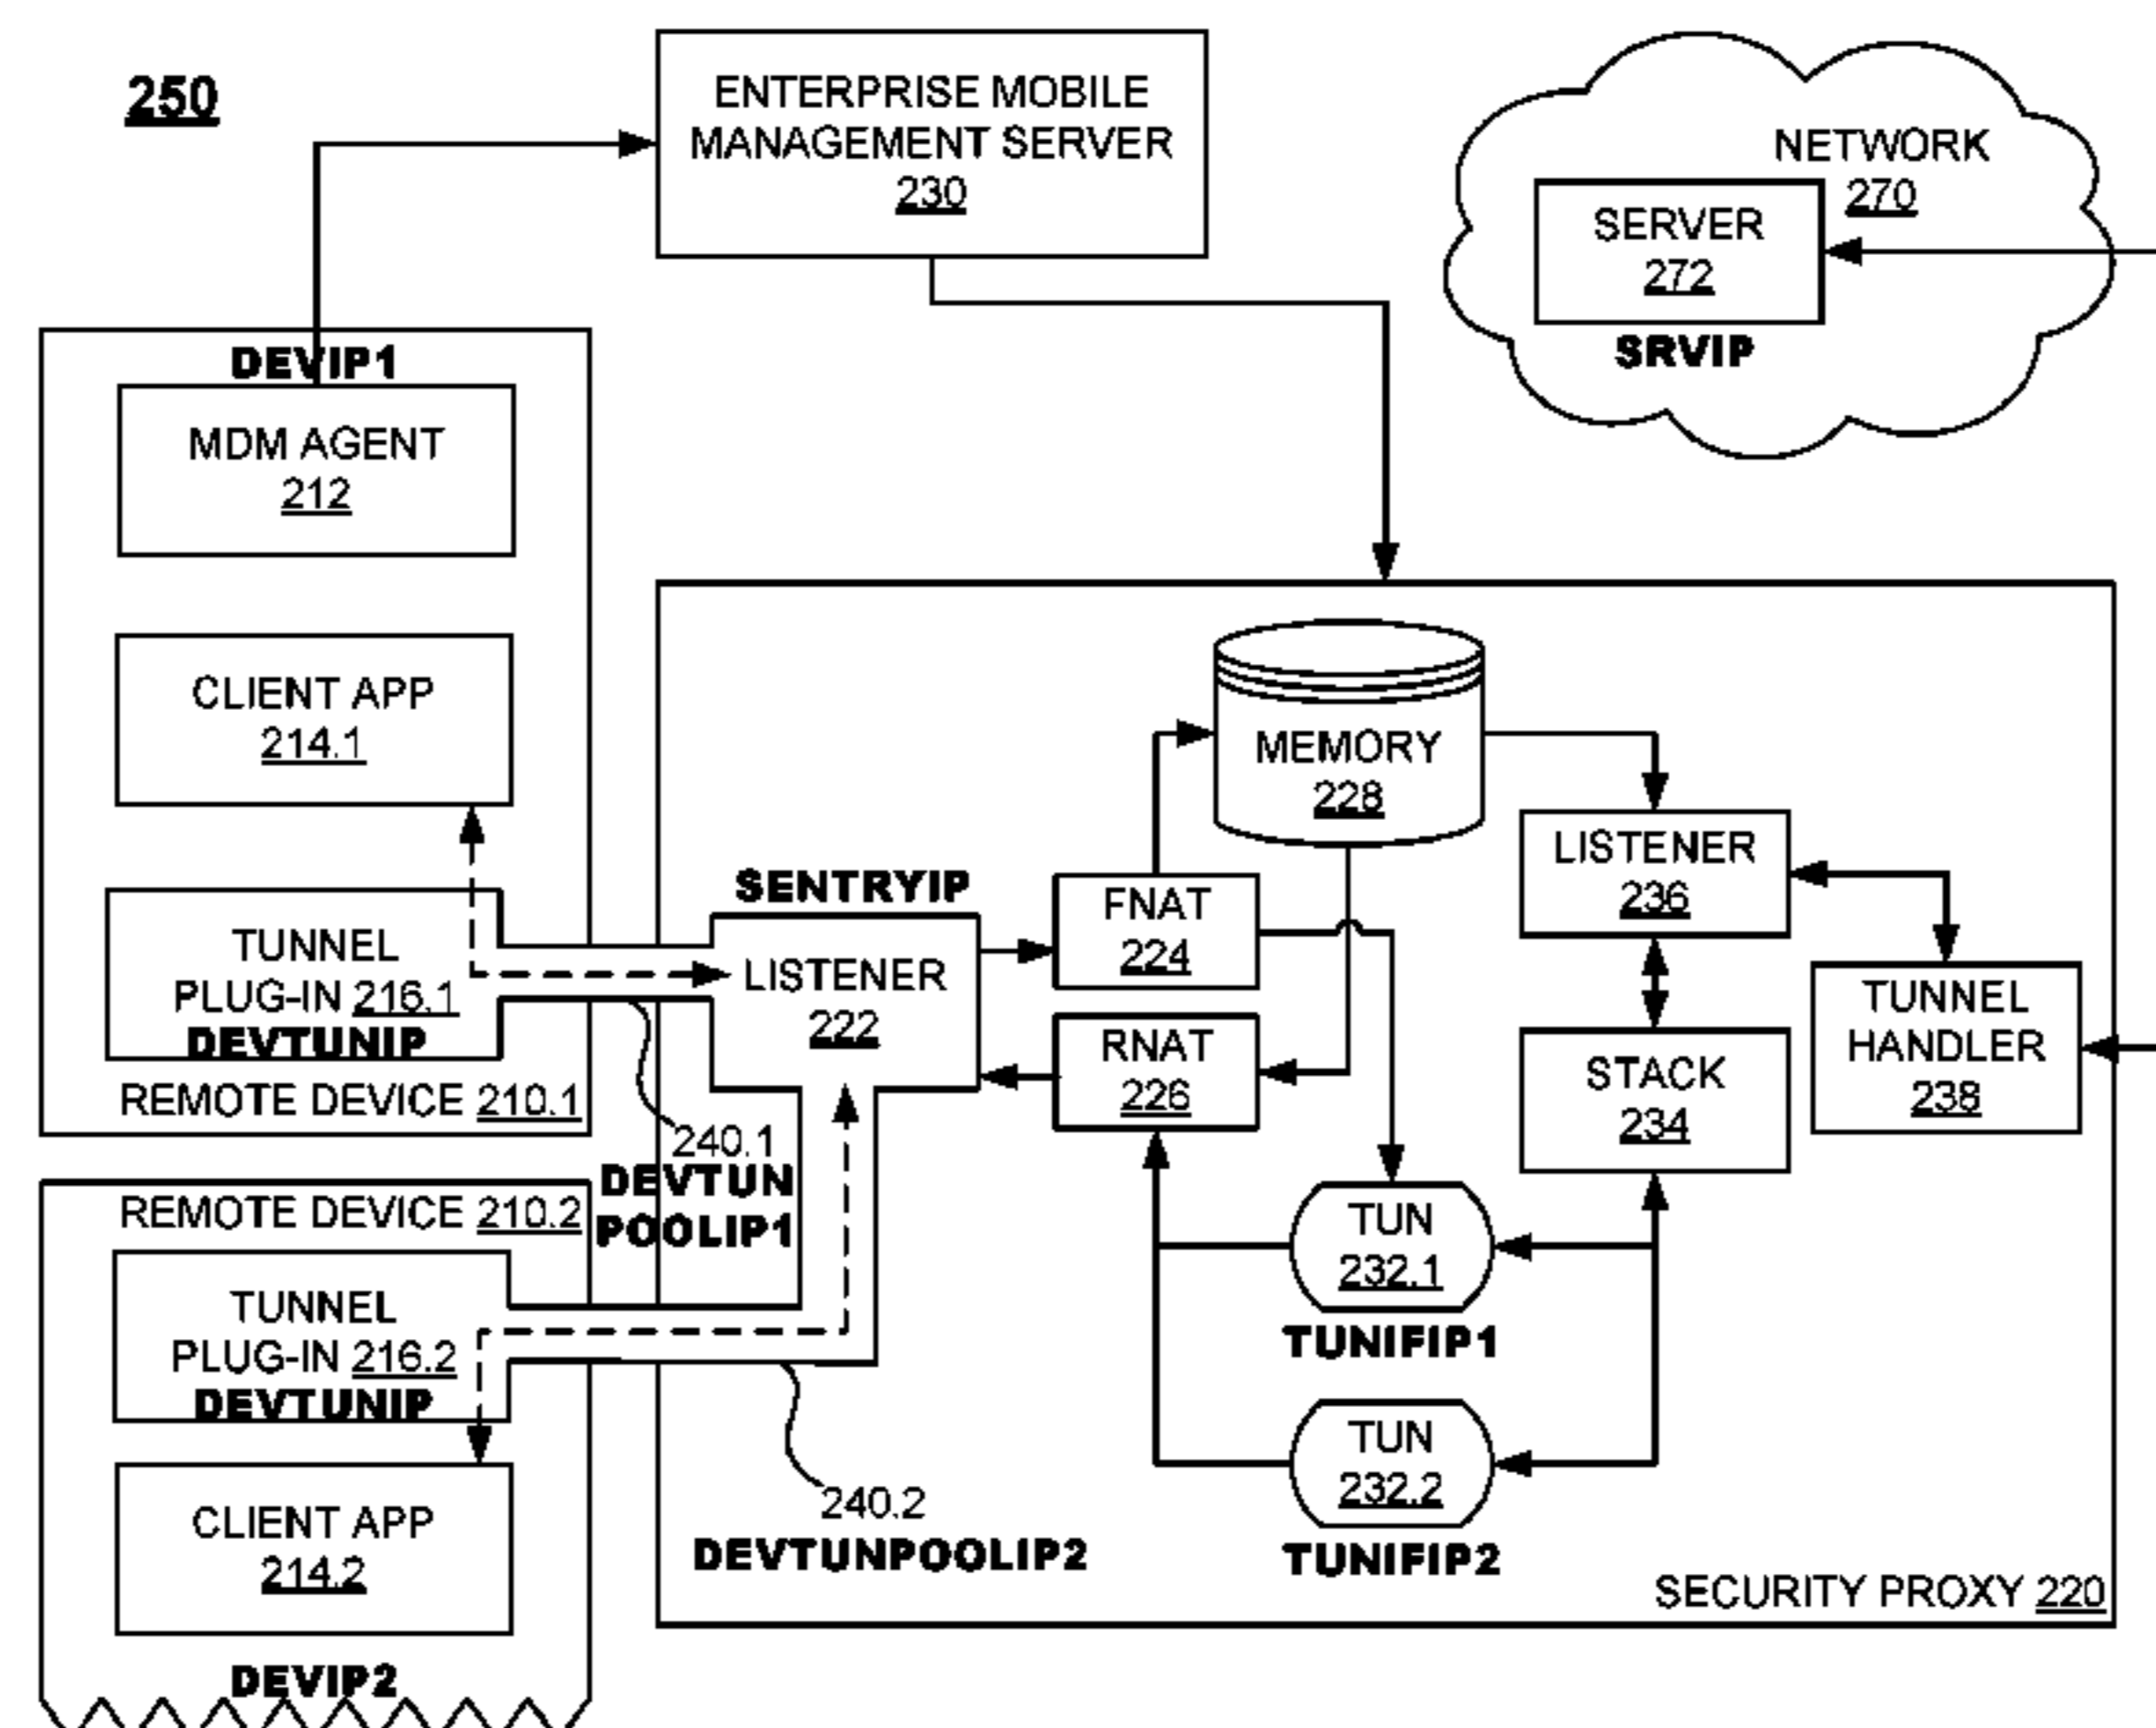 250
ENTERPRISE MOBILE
MANAGEMENT SERVER
230
NETWORK
270
SERVER
272
SRVIP
DEVIP1
MDM AGENT
212
CLIENT APP
214.1
TUNNEL
PLUG-IN 216.1
DEVTUNIP
REMOTE DEVICE 210.1
SENTRYIP
LISTENER
222
FNAT
224
RNAT
226
MEMORY
228
LISTENER
236
STACK
234
TUNNEL
HANDLER
238
240.1
DEVTUN
POOLIP1
TUN
232.1
TUNIFIP1
TUN
232.2
TUNIFIP2
REMOTE DEVICE 210.2
TUNNEL
PLUG-IN 216.2
DEVTUNIP
CLIENT APP
214.2
DEVIP2
240.2
DEVTUNPOOLIP2
SECURITY PROXY 220